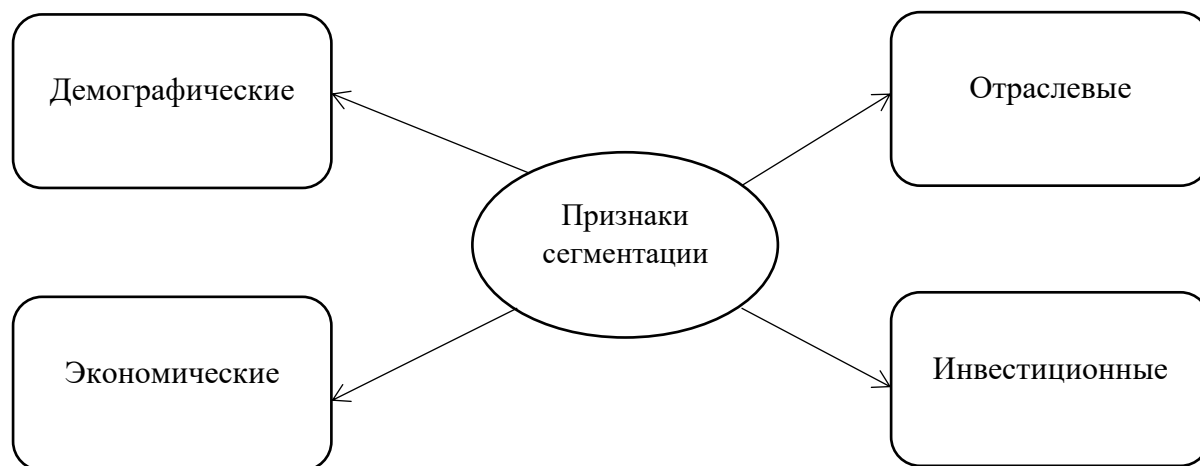 Демографические
Отраслевые
Признаки
сегментации
Экономические
Инвестиционные